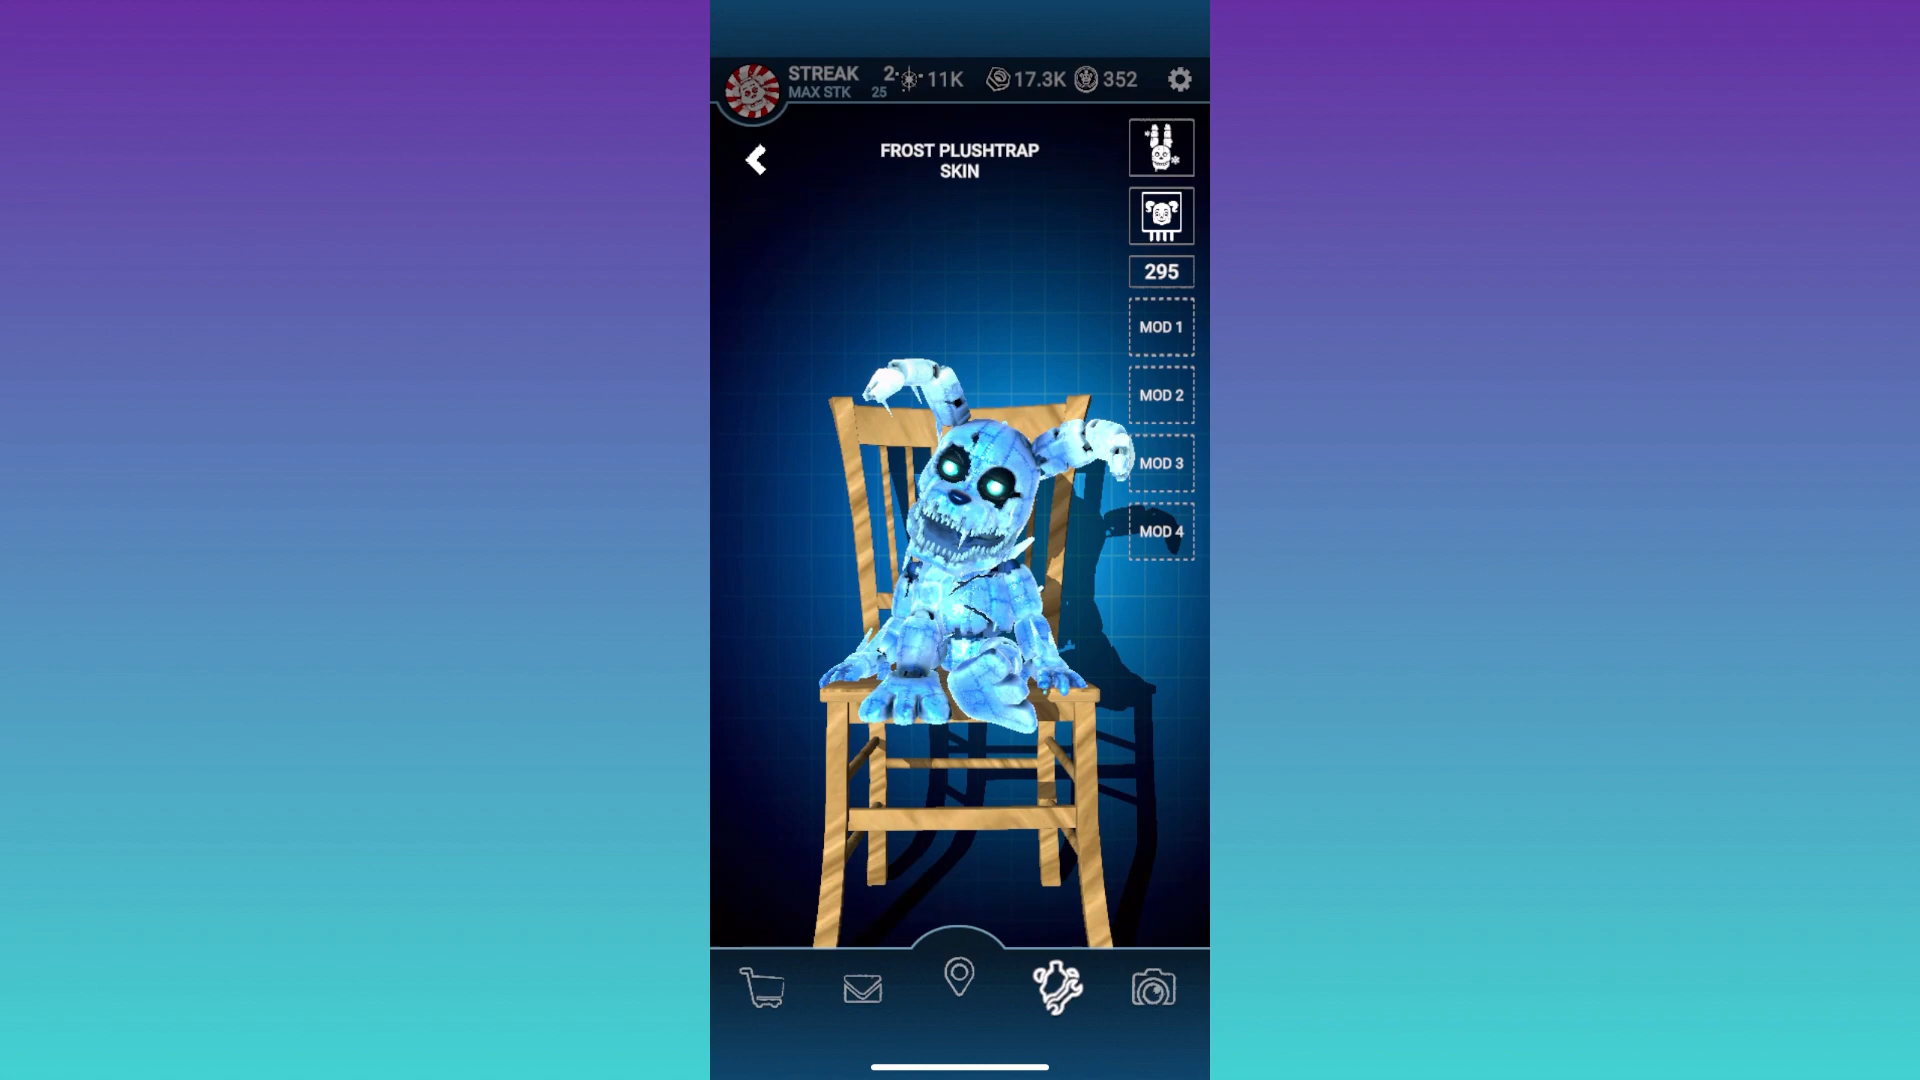 STREAK 2 11K 17.3K 352
MAX STK 25
FROST PLUSHTRAP
SKIN
295
MOD 1
MOD 2
MOD 3
MOD 4